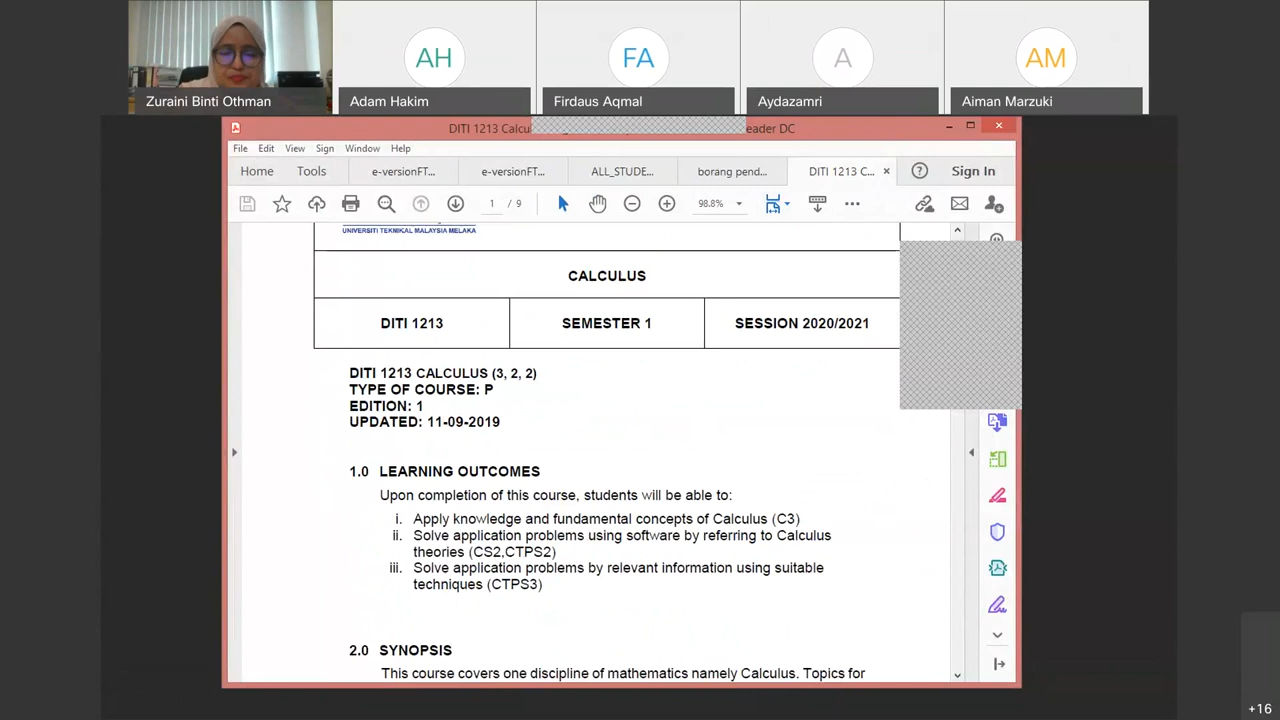 AH
FA
A
AM
Zuraini Binti Othman
Adam Hakim
Firdaus Aqmal
Aydazamri
Aiman Marzuki
DITI 1213 eader DC
File Edit View Sign Window Help
Home Tools e-versionFT... e-versionFT... ALL_STUDE... borang pend... DITI 1213 C... × ? Sign In
1 / 9 98.8%
UNIVERSITI TEKNIKAL MALAYSIA MELAKA
CALCULUS
DITI 1213 SEMESTER 1 SESSION 2020/2021
DITI 1213 CALCULUS (3, 2, 2)
TYPE OF COURSE: P
EDITION: 1
UPDATED: 11-09-2019
1.0 LEARNING OUTCOMES
Upon completion of this course, students will be able to:
i. Apply knowledge and fundamental concepts of Calculus (C3)
ii. Solve application problems using software by referring to Calculus
theories (CS2,CTPS2)
iii. Solve application problems by relevant information using suitable
techniques (CTPS3)
2.0 SYNOPSIS
This course covers one discipline of mathematics namely Calculus. Topics for
+16